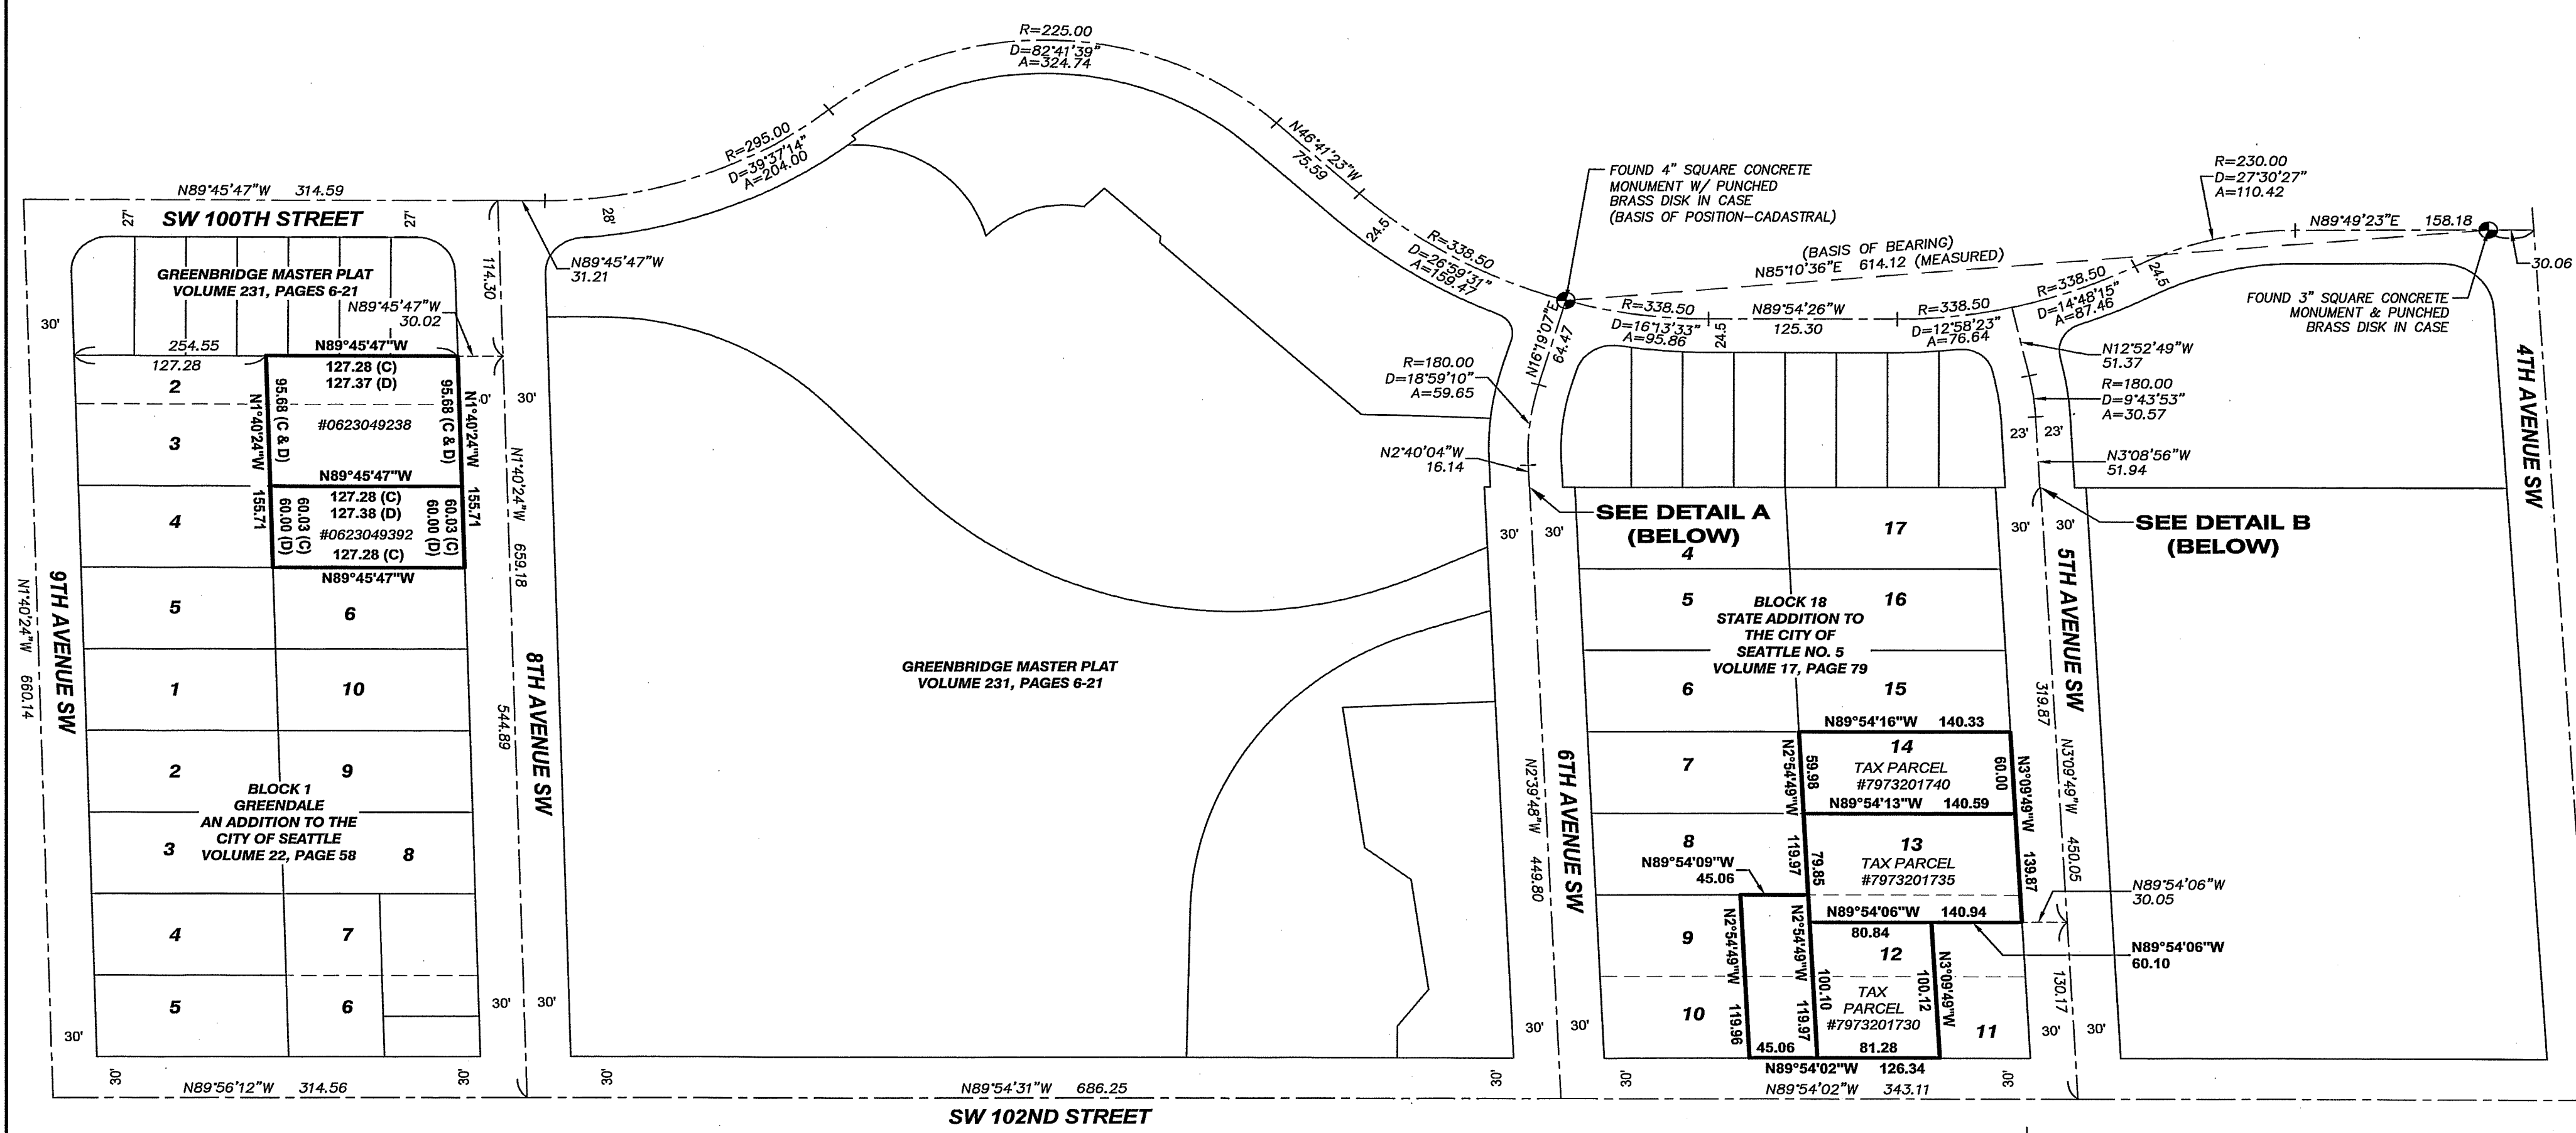 R=225.00
D=82°41'39"
A=324.74
R=295.00
D=39°37'14"
A=204.00
N46°41'23"W
75.59
24.5
R=338.50
D=26°59'31"
A=159.47
FOUND 4" SQUARE CONCRETE
MONUMENT W/ PUNCHED
BRASS DISK IN CASE
(BASIS OF POSITION-CADASTRAL)
(BASIS OF BEARING)
N85°10'36"E 614.12 (MEASURED)
R=230.00
D=27°30'27"
A=110.42
N89°49'23"E 158.18
30.06
FOUND 3" SQUARE CONCRETE
MONUMENT & PUNCHED
BRASS DISK IN CASE
R=338.50
D=14°48'15"
A=87.46
24.5
R=338.50
D=16°13'33"
A=95.86
24.5
N89°54'26"W
125.30
R=338.50
D=12°58'23"
A=76.64
N16°19'07"E
64.47
R=180.00
D=18°59'10"
A=59.65
N2°40'04"W
16.14
N12°52'49"W
51.37
R=180.00
D=9°43'53"
A=30.57
23' 23'
N3°08'56"W
51.94
SEE DETAIL A
(BELOW)
SEE DETAIL B
(BELOW)
N89°45'47"W 314.59
27'
SW 100TH STREET
27'
28'
N89°45'47"W
31.21
114.30
GREENBRIDGE MASTER PLAT
VOLUME 231, PAGES 6-21
N89°45'47"W
30.02
30'
254.55
127.28
N89°45'47"W
127.28 (C)
127.37 (D)
2
95.68 (C & D)
95.68 (C & D)
N1°40'24"W 155.71
N1°40'24"W 155.71
30'
#0623049238
3
N89°45'47"W
127.28 (C)
127.38 (D)
4
60.00 (D)
60.03 (C)
60.00 (D)
60.03 (C)
#0623049392
127.28 (C)
N89°45'47"W
N1°40'24"W 659.18
544.89
9TH AVENUE SW
N1°40'24"W 660.14
8TH AVENUE SW
5
6
1
10
2
9
BLOCK 1
GREENDALE
AN ADDITION TO THE
CITY OF SEATTLE
VOLUME 22, PAGE 58
3
8
4
7
5
6
30'
30' 30'
30'
30'
30'
30'
N89°56'12"W 314.56
GREENBRIDGE MASTER PLAT
VOLUME 231, PAGES 6-21
N89°54'31"W 686.25
SW 102ND STREET
30' 30'
N2°39'48"W 449.80
6TH AVENUE SW
4
17
5
16
BLOCK 18
STATE ADDITION TO
THE CITY OF
SEATTLE NO. 5
VOLUME 17, PAGE 79
6
15
N89°54'16"W 140.33
7
14
TAX PARCEL
#7973201740
59.98
60.00
N2°54'49"W 119.97
N3°09'49"W 139.87
N89°54'13"W 140.59
8
13
TAX PARCEL
#7973201735
79.85
N89°54'09"W
45.06
N89°54'06"W 140.94
80.84
N89°54'06"W
30.05
N89°54'06"W
60.10
9
12
TAX
PARCEL
#7973201730
N2°54'49"W 119.96
N2°54'49"W 119.97
100.10
100.12
N3°09'49"W
10
11
45.06
81.28
N89°54'02"W 126.34
N89°54'02"W 343.11
30' 30'
30'
30'
30'
30' 30'
30' 30'
5TH AVENUE SW
319.87
N3°09'49"W 450.05
130.17
4TH AVENUE SW